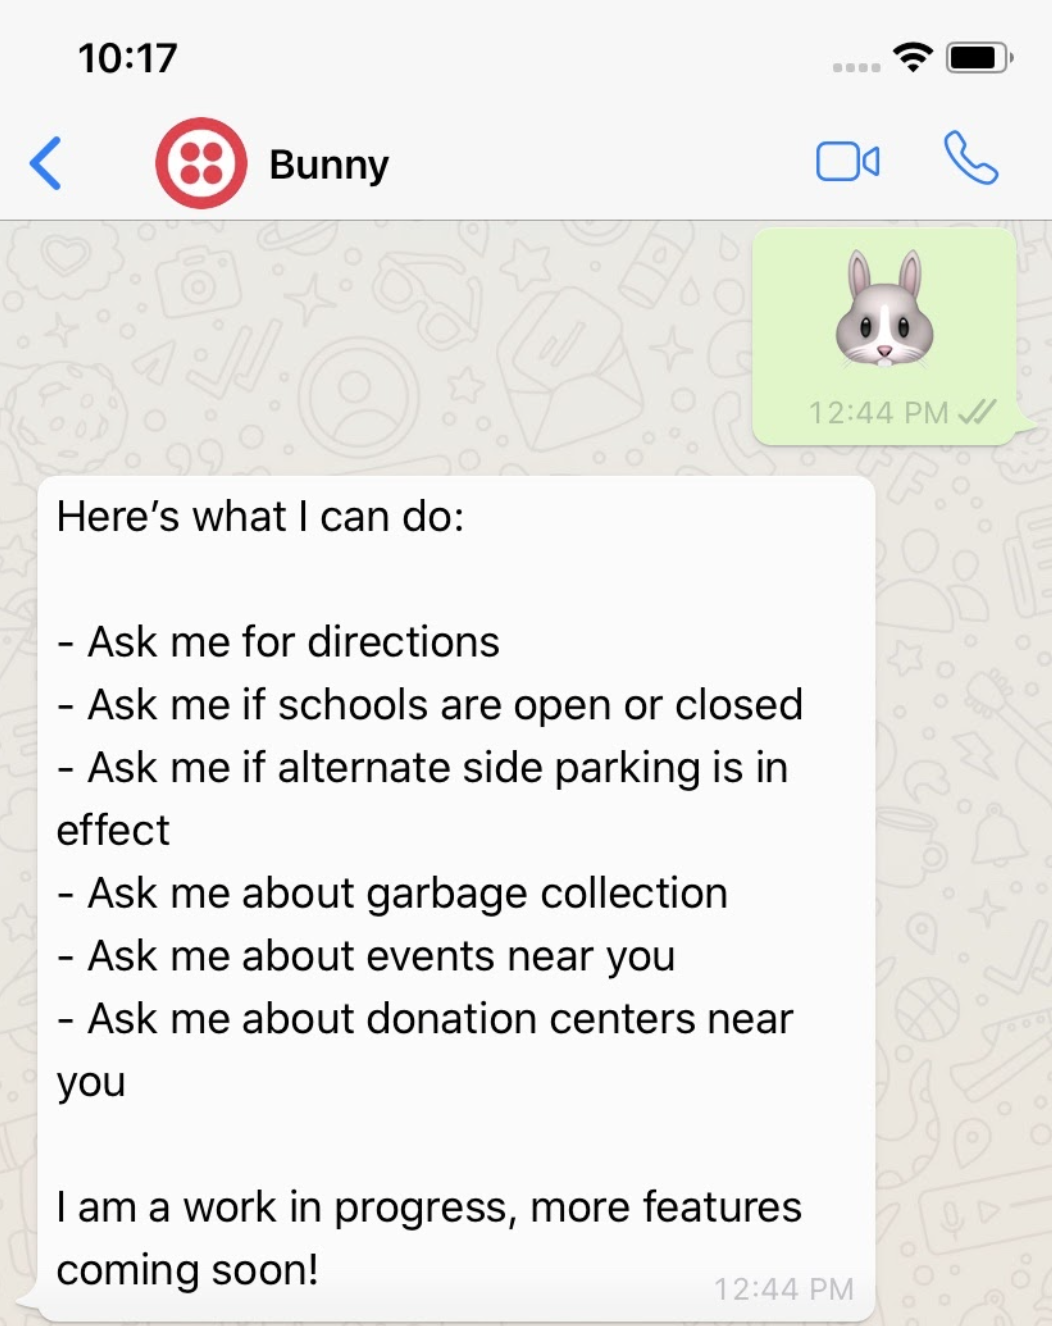 10:17
Bunny
12:44 PM
Here’s what I can do:
- Ask me for directions
- Ask me if schools are open or closed
- Ask me if alternate side parking is in
effect
- Ask me about garbage collection
- Ask me about events near you
- Ask me about donation centers near
you
I am a work in progress, more features
coming soon!
12:44 PM